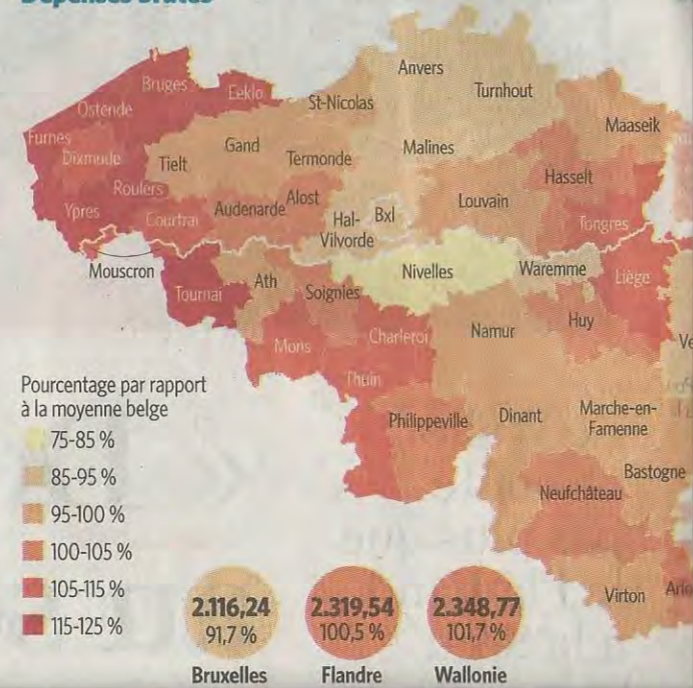 Dépenses brutes
Anvers
Bruges
Turnhout
Eeklo
St-Nicolas
Ostende
Maaseik
Furnes
Gand
Malines
Dixmude
Tielt
Termonde
Hasselt
Roulers
Alost
Louvain
Ypres
Courtrai
Audenarde
Hal-
Vilvorde
Bxl
Tongres
Mouscron
Nivelles
Waremme
Liège
Ath
Tournai
Soignies
Huy
Namur
Charleroi
Mons
Thuin
Philippeville
Dinant
Marche-en-
Famenne
Bastogne
Neufchâteau
Virton
Pourcentage par rapport
à la moyenne belge
75-85 %
85-95 %
95-100 %
100-105 %
105-115 %
115-125 %
2.116,24
91,7 %
Bruxelles
2.319,54
100,5 %
Flandre
2.348,77
101,7 %
Wallonie